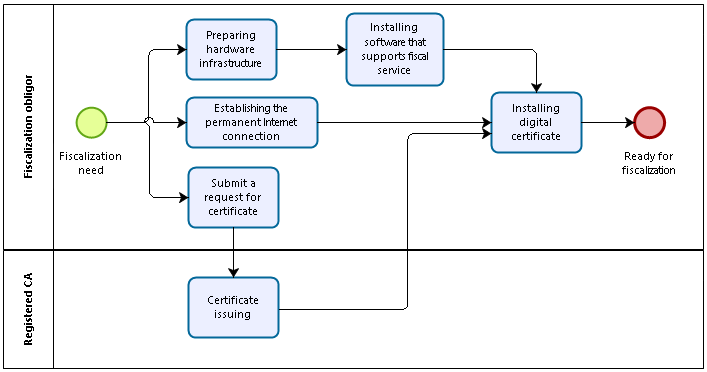 Fiscalization obligor
Preparing
hardware
infrastructure
Installing
software that
supports fiscal
service
Establishing the
permanent Internet
connection
Installing
digital
certificate
Fiscalization
need
Ready for
fiscalization
Submit a
request for
certificate
Registered CA
Certificate
issuing